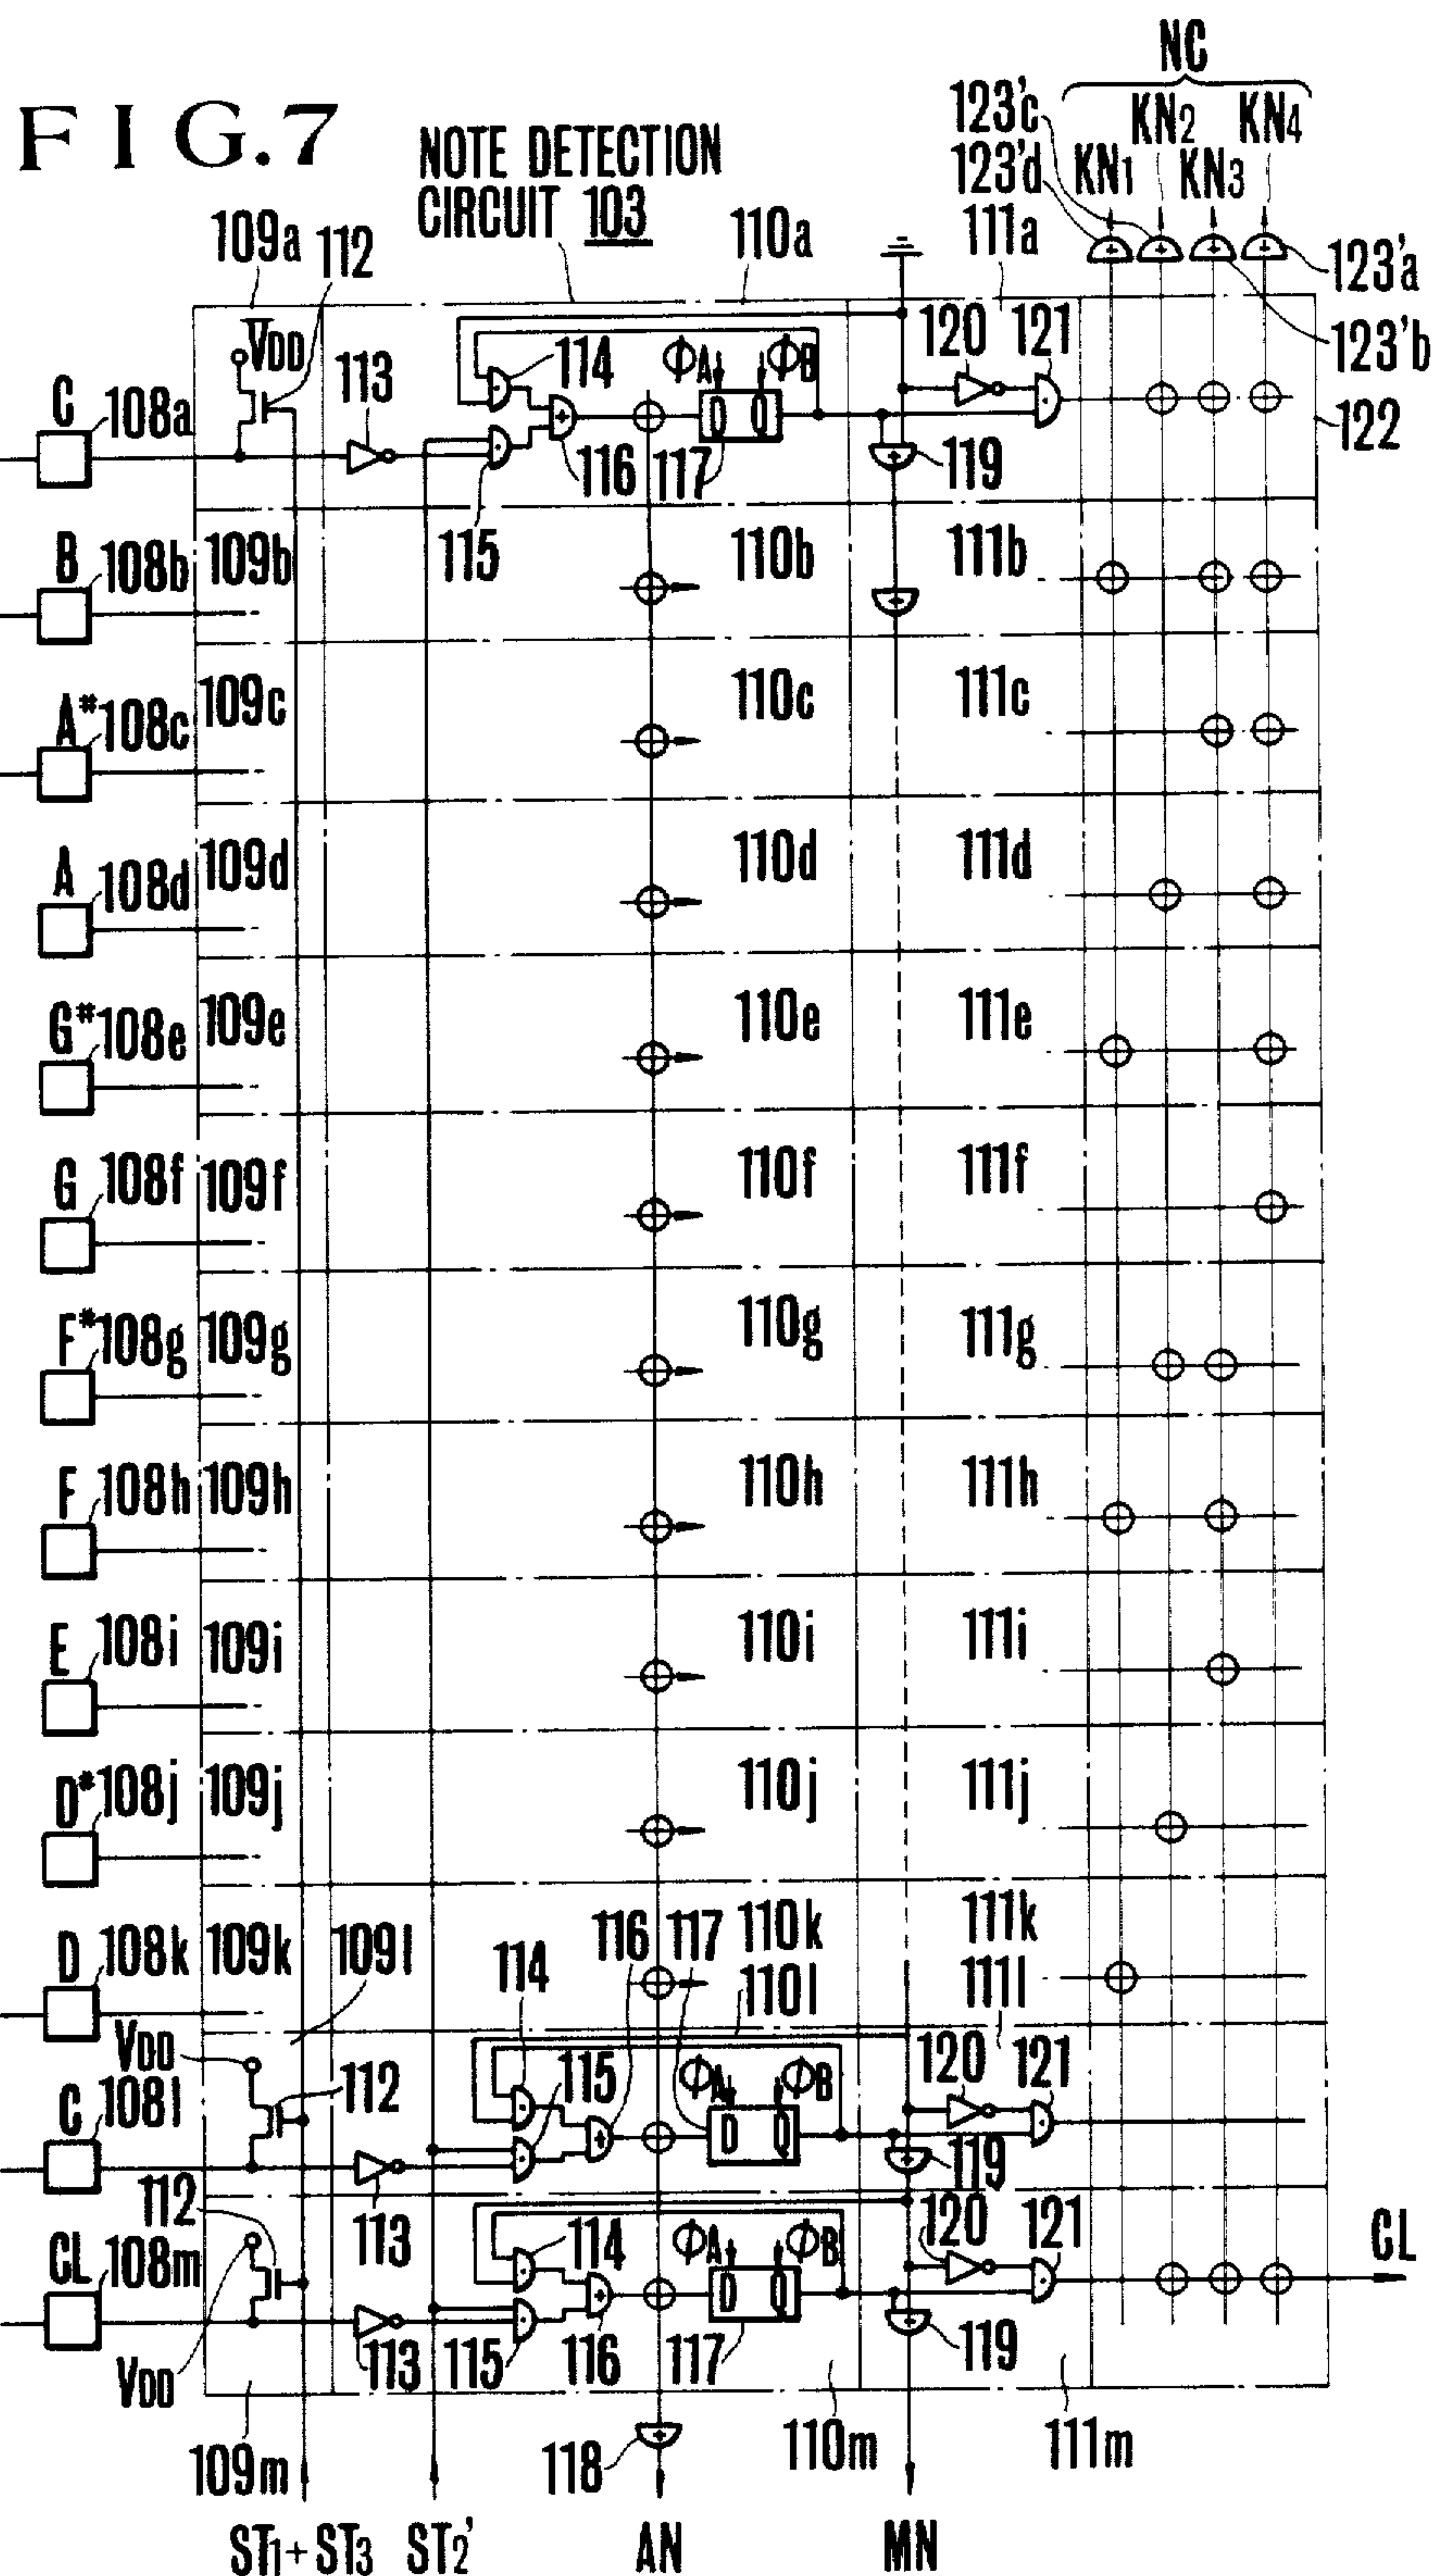 FIG.7
NOTE DETECTION
CIRCUIT 103
NC
123'c KN2 KN4
123'd KN1 KN3
109a 112 110a 111a 123'a
123'b
VDD 113 114 ΦA ΦB 120 121
C 108a D Q 122
115 116 117 119
B 108b 109b 110b 111b
A# 108c 109c 110c 111c
A 108d 109d 110d 111d
G# 108e 109e 110e 111e
G 108f 109f 110f 111f
F# 108g 109g 110g 111g
F 108h 109h 110h 111h
E 108i 109i 110i 111i
D# 108j 109j 110j 111j
D 108k 109k 109l 114 116 117 110k 111k
110l 111l
VDD 112 115 ΦA ΦB 120 121
C 108l D Q 119
112 113 114 ΦA ΦB 120 121 CL
CL 108m D Q
VDD 113 115 116 117 119
109m 118 110m 111m
ST1+ST3 ST2' AN MN